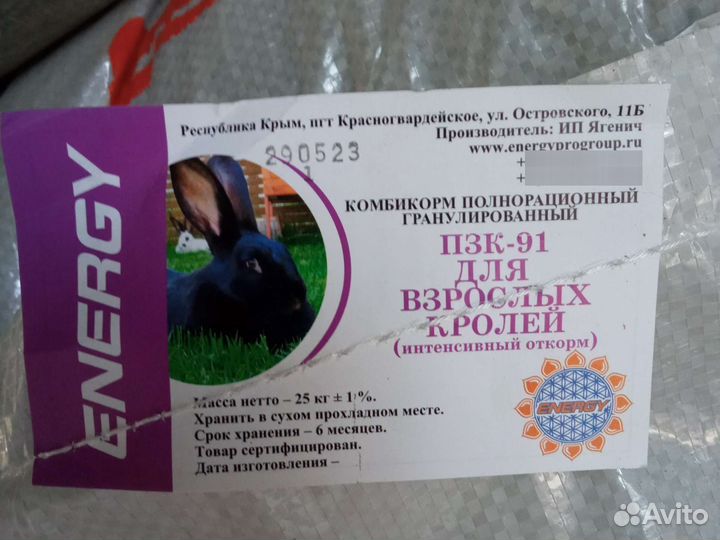 ENERGY
Республика Крым, пгт Красногвардейское, ул. Островского, 11Б
Производитель: ИП Ягенич
www.energyprogroup.ru
+
+
290523
1
КОМБИКОРМ ПОЛНОРАЦИОННЫЙ
ГРАНУЛИРОВАННЫЙ
ПЗК-91
ДЛЯ
ВЗРОСЛЫХ
КРОЛЕЙ
(интенсивный откорм)
Масса нетто – 25 кг ± 1%.
Хранить в сухом прохладном месте.
Срок хранения – 6 месяцев.
Товар сертифицирован.
Дата изготовления –
ENERGY
Avito